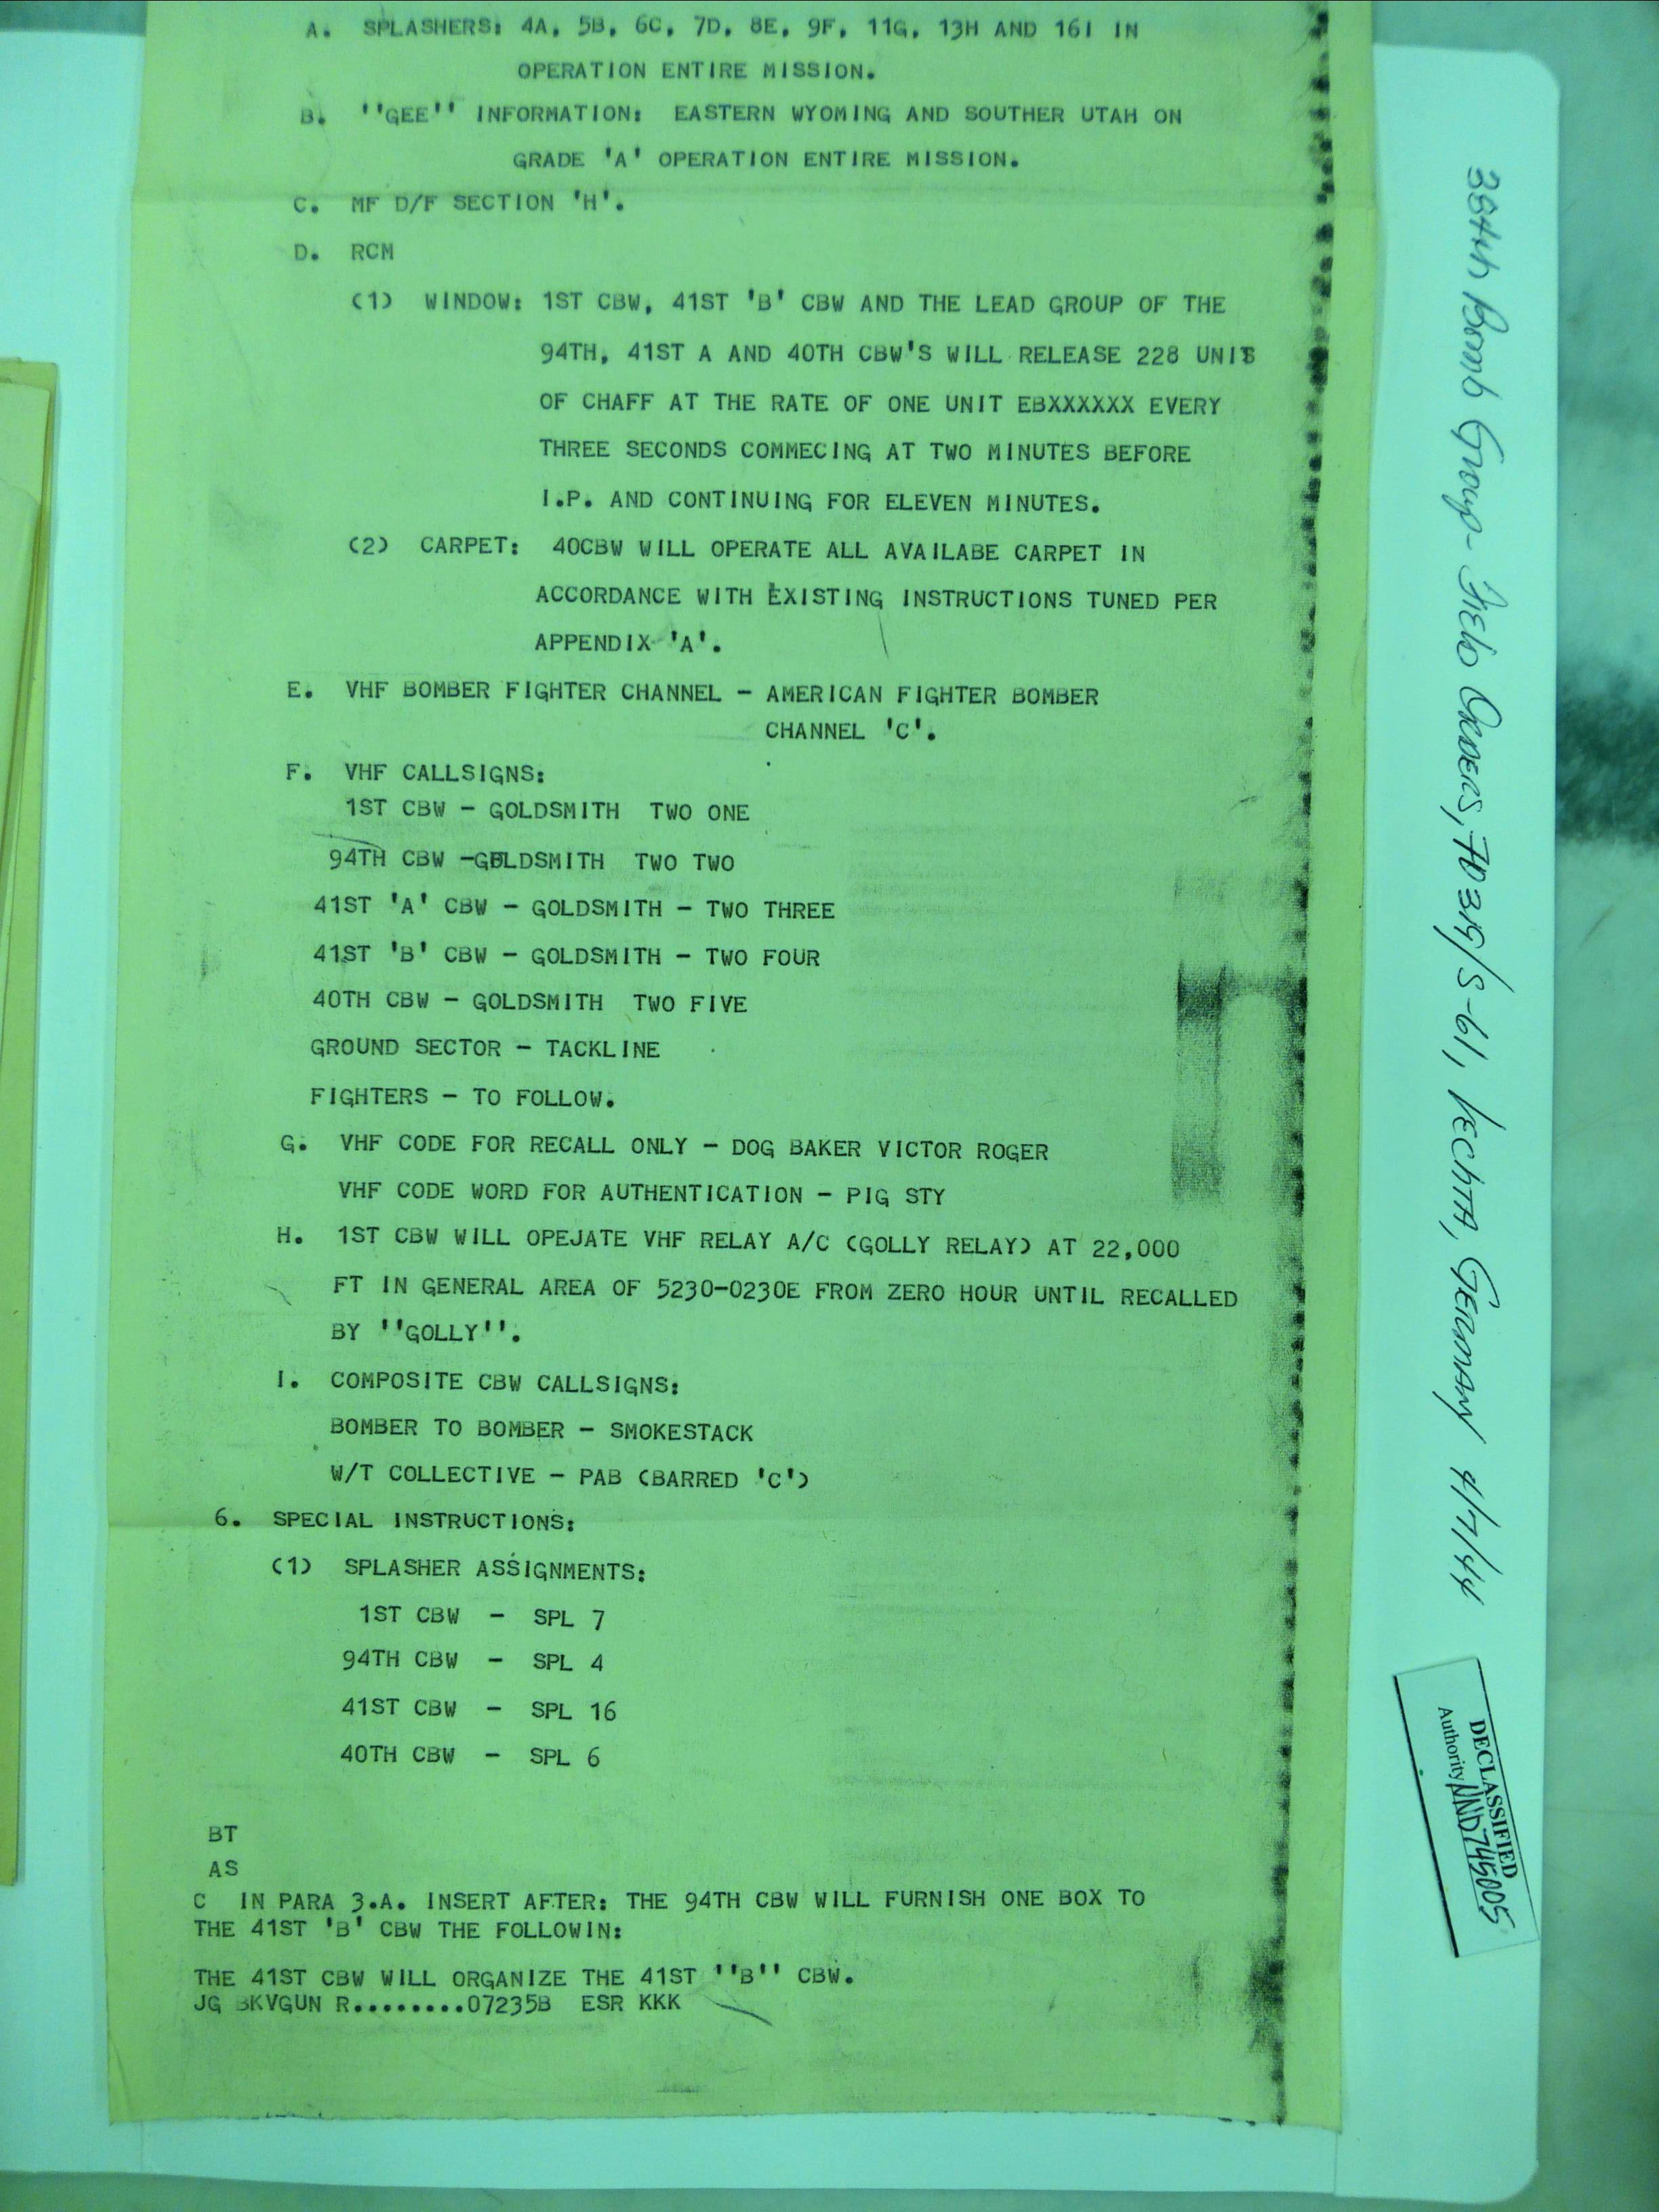 A. SPLASHERS: 4A, 5B, 6C, 7D, 8E, 9F, 11G, 13H AND 16I IN
OPERATION ENTIRE MISSION.
B. ''GEE'' INFORMATION: EASTERN WYOMING AND SOUTHER UTAH ON
GRADE 'A' OPERATION ENTIRE MISSION.
C. MF D/F SECTION 'H'.
D. RCM
(1) WINDOW: 1ST CBW, 41ST 'B' CBW AND THE LEAD GROUP OF THE
94TH, 41ST A AND 40TH CBW'S WILL RELEASE 228 UNITS
OF CHAFF AT THE RATE OF ONE UNIT EBXXXXXX EVERY
THREE SECONDS COMMECING AT TWO MINUTES BEFORE
I.P. AND CONTINUING FOR ELEVEN MINUTES.
(2) CARPET: 40CBW WILL OPERATE ALL AVAILABE CARPET IN
ACCORDANCE WITH EXISTING INSTRUCTIONS TUNED PER
APPENDIX 'A'.
E. VHF BOMBER FIGHTER CHANNEL - AMERICAN FIGHTER BOMBER
CHANNEL 'C'.
F. VHF CALLSIGNS:
1ST CBW - GOLDSMITH TWO ONE
94TH CBW -GOLDSMITH TWO TWO
41ST 'A' CBW - GOLDSMITH - TWO THREE
41ST 'B' CBW - GOLDSMITH - TWO FOUR
40TH CBW - GOLDSMITH TWO FIVE
GROUND SECTOR - TACKLINE
FIGHTERS - TO FOLLOW.
G. VHF CODE FOR RECALL ONLY - DOG BAKER VICTOR ROGER
VHF CODE WORD FOR AUTHENTICATION - PIG STY
H. 1ST CBW WILL OPEJATE VHF RELAY A/C (GOLLY RELAY) AT 22,000
FT IN GENERAL AREA OF 5230-0230E FROM ZERO HOUR UNTIL RECALLED
BY ''GOLLY''.
I. COMPOSITE CBW CALLSIGNS:
BOMBER TO BOMBER - SMOKESTACK
W/T COLLECTIVE - PAB (BARRED 'C')
6. SPECIAL INSTRUCTIONS:
(1) SPLASHER ASSIGNMENTS:
1ST CBW - SPL 7
94TH CBW - SPL 4
41ST CBW - SPL 16
40TH CBW - SPL 6
BT
AS
C IN PARA 3.A. INSERT AFTER: THE 94TH CBW WILL FURNISH ONE BOX TO
THE 41ST 'B' CBW THE FOLLOWIN:
THE 41ST CBW WILL ORGANIZE THE 41ST ''B'' CBW.
JG BKVGUN R........07235B ESR KKK
384th Bomb Group - Field Orders, FO 319/S-61, Vechta, Germany 4/7/44
DECLASSIFIED
Authority NND 745005